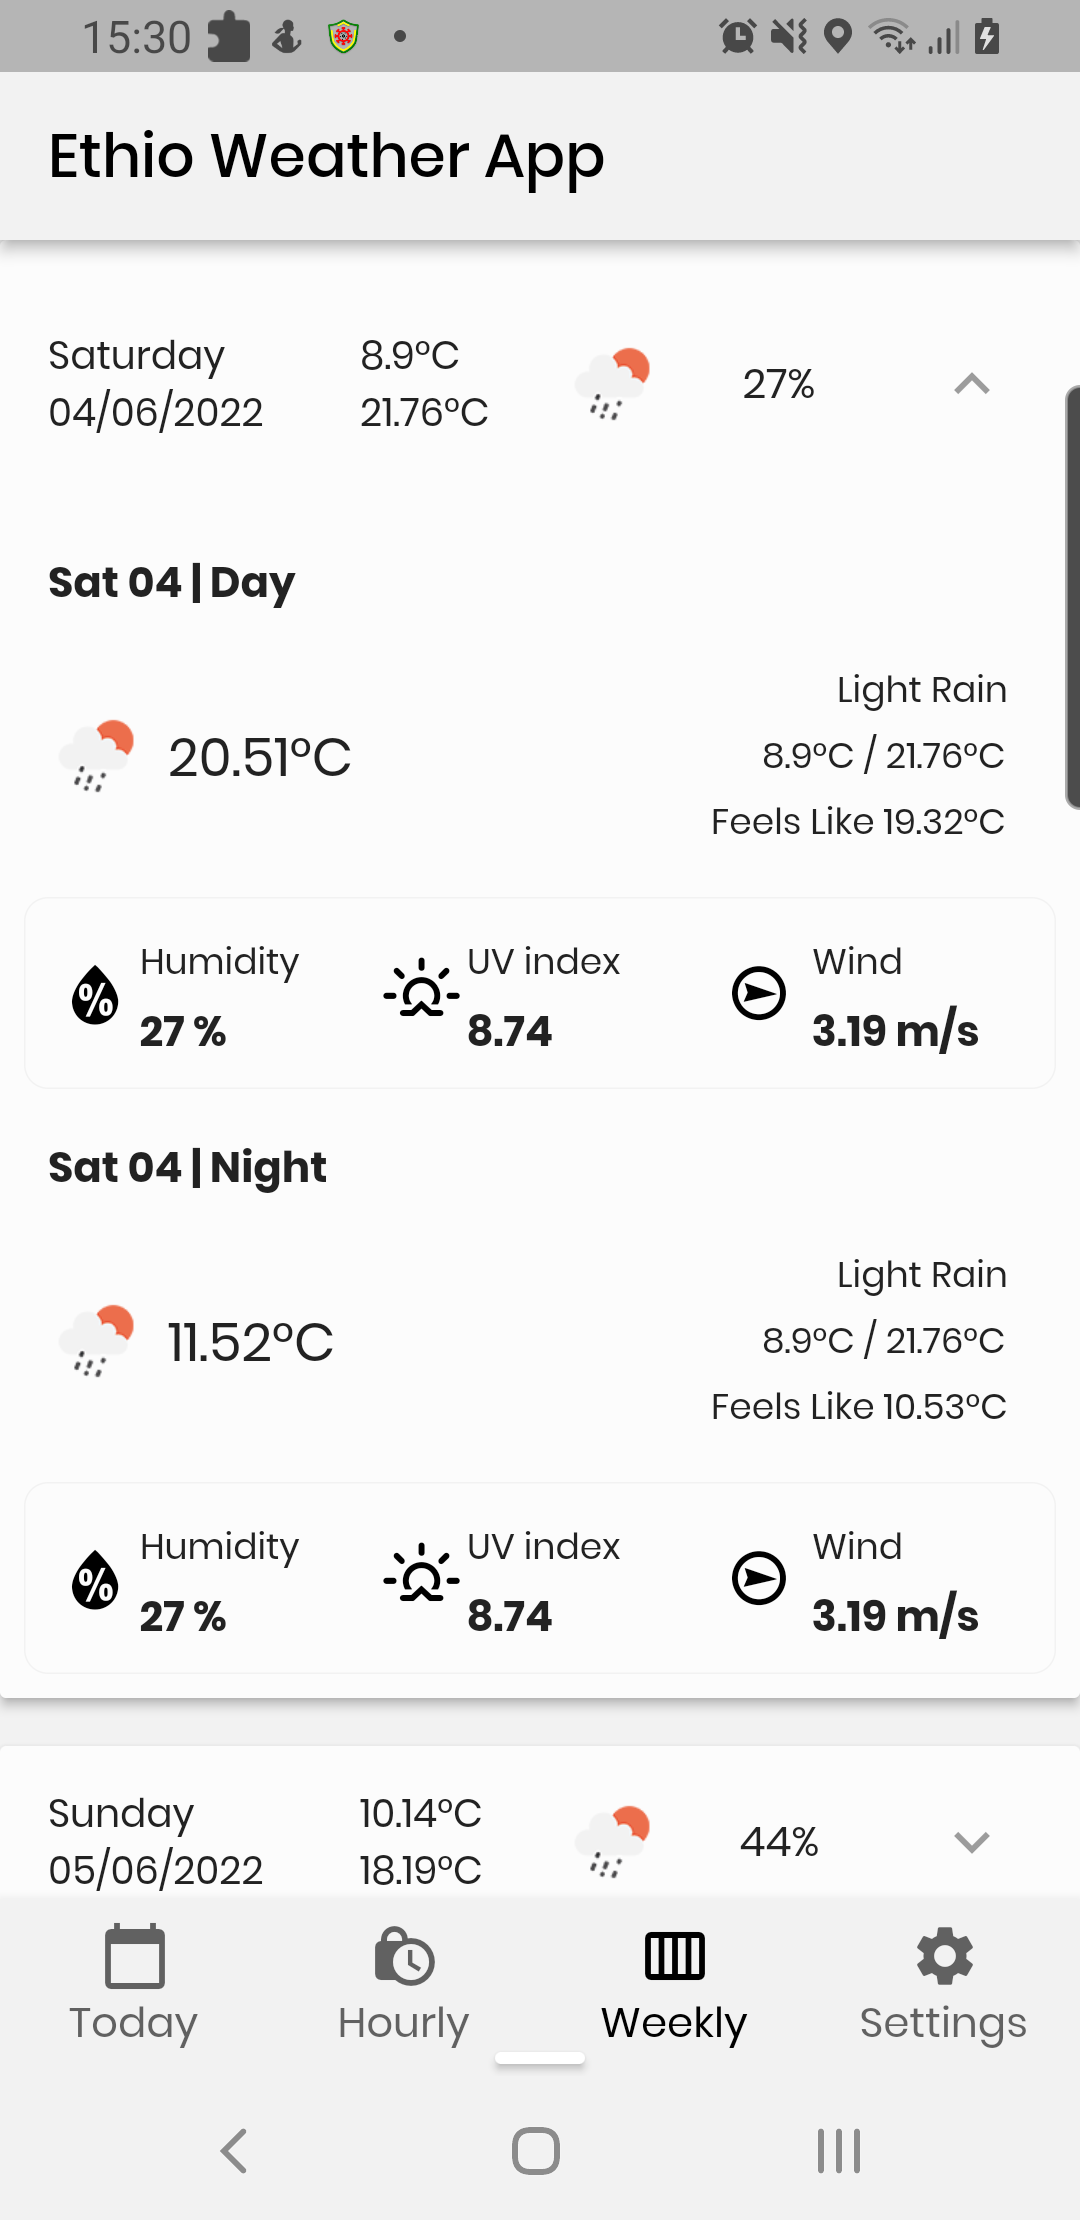 15:30
Ethio Weather App
Saturday
04/06/2022
8.9°C
21.76°C
27%
Sat 04 | Day
20.51°C
Light Rain
8.9°C / 21.76°C
Feels Like 19.32°C
Humidity
27 %
UV index
8.74
Wind
3.19 m/s
Sat 04 | Night
11.52°C
Light Rain
8.9°C / 21.76°C
Feels Like 10.53°C
Humidity
27 %
UV index
8.74
Wind
3.19 m/s
Sunday
05/06/2022
10.14°C
18.19°C
44%
Today
Hourly
Weekly
Settings